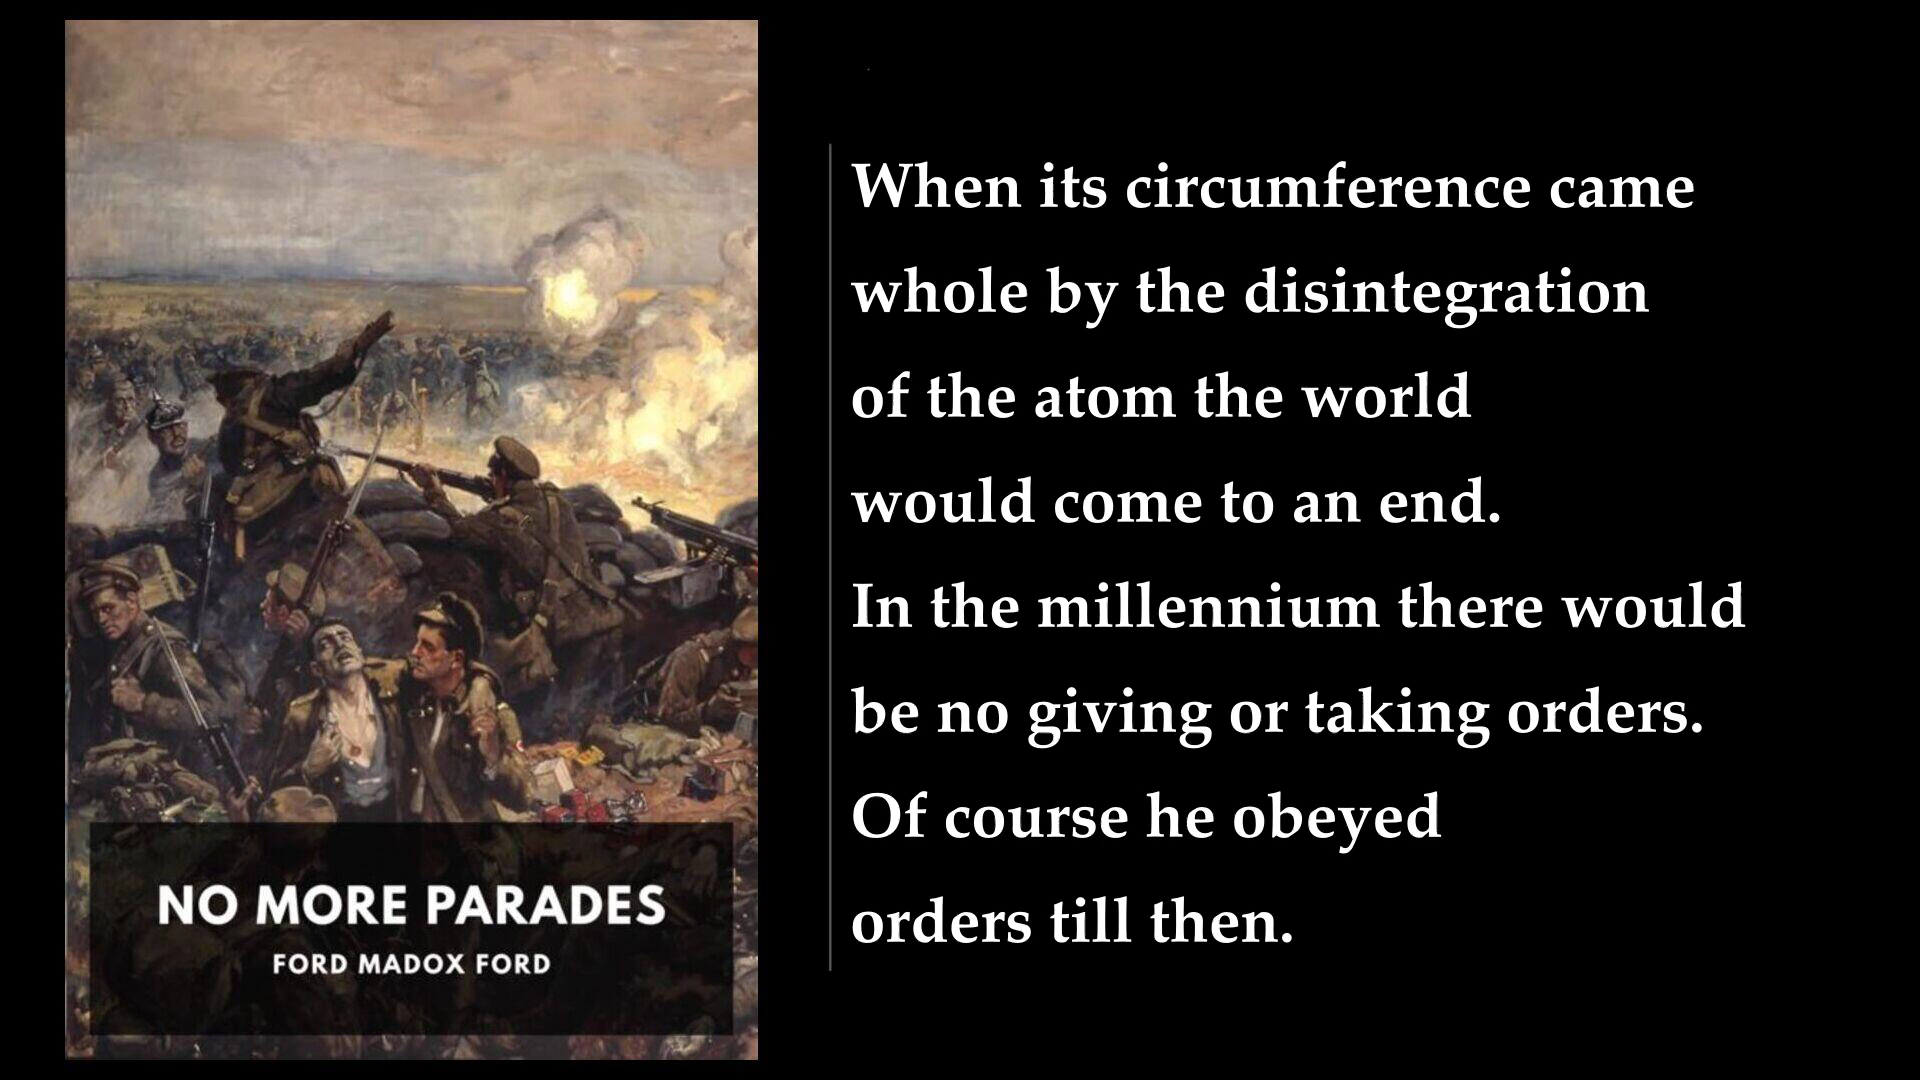 NO MORE PARADES
FORD MADOX FORD
When its circumference came
whole by the disintegration
of the atom the world
would come to an end.
In the millennium there would
be no giving or taking orders.
Of course he obeyed
orders till then.